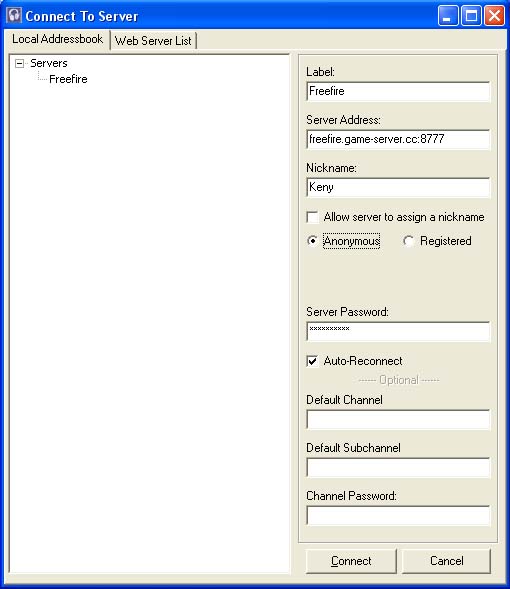 Connect To Server
Local Addressbook Web Server List
Servers
Freefire
Label:
Freefire
Server Address:
freefire.game-server.cc:8777
Nickname:
Keny
Allow server to assign a nickname
Anonymous Registered
Server Password:
xxxxxxxxxx
Auto-Reconnect
------ Optional ------
Default Channel
Default Subchannel
Channel Password:
Connect Cancel